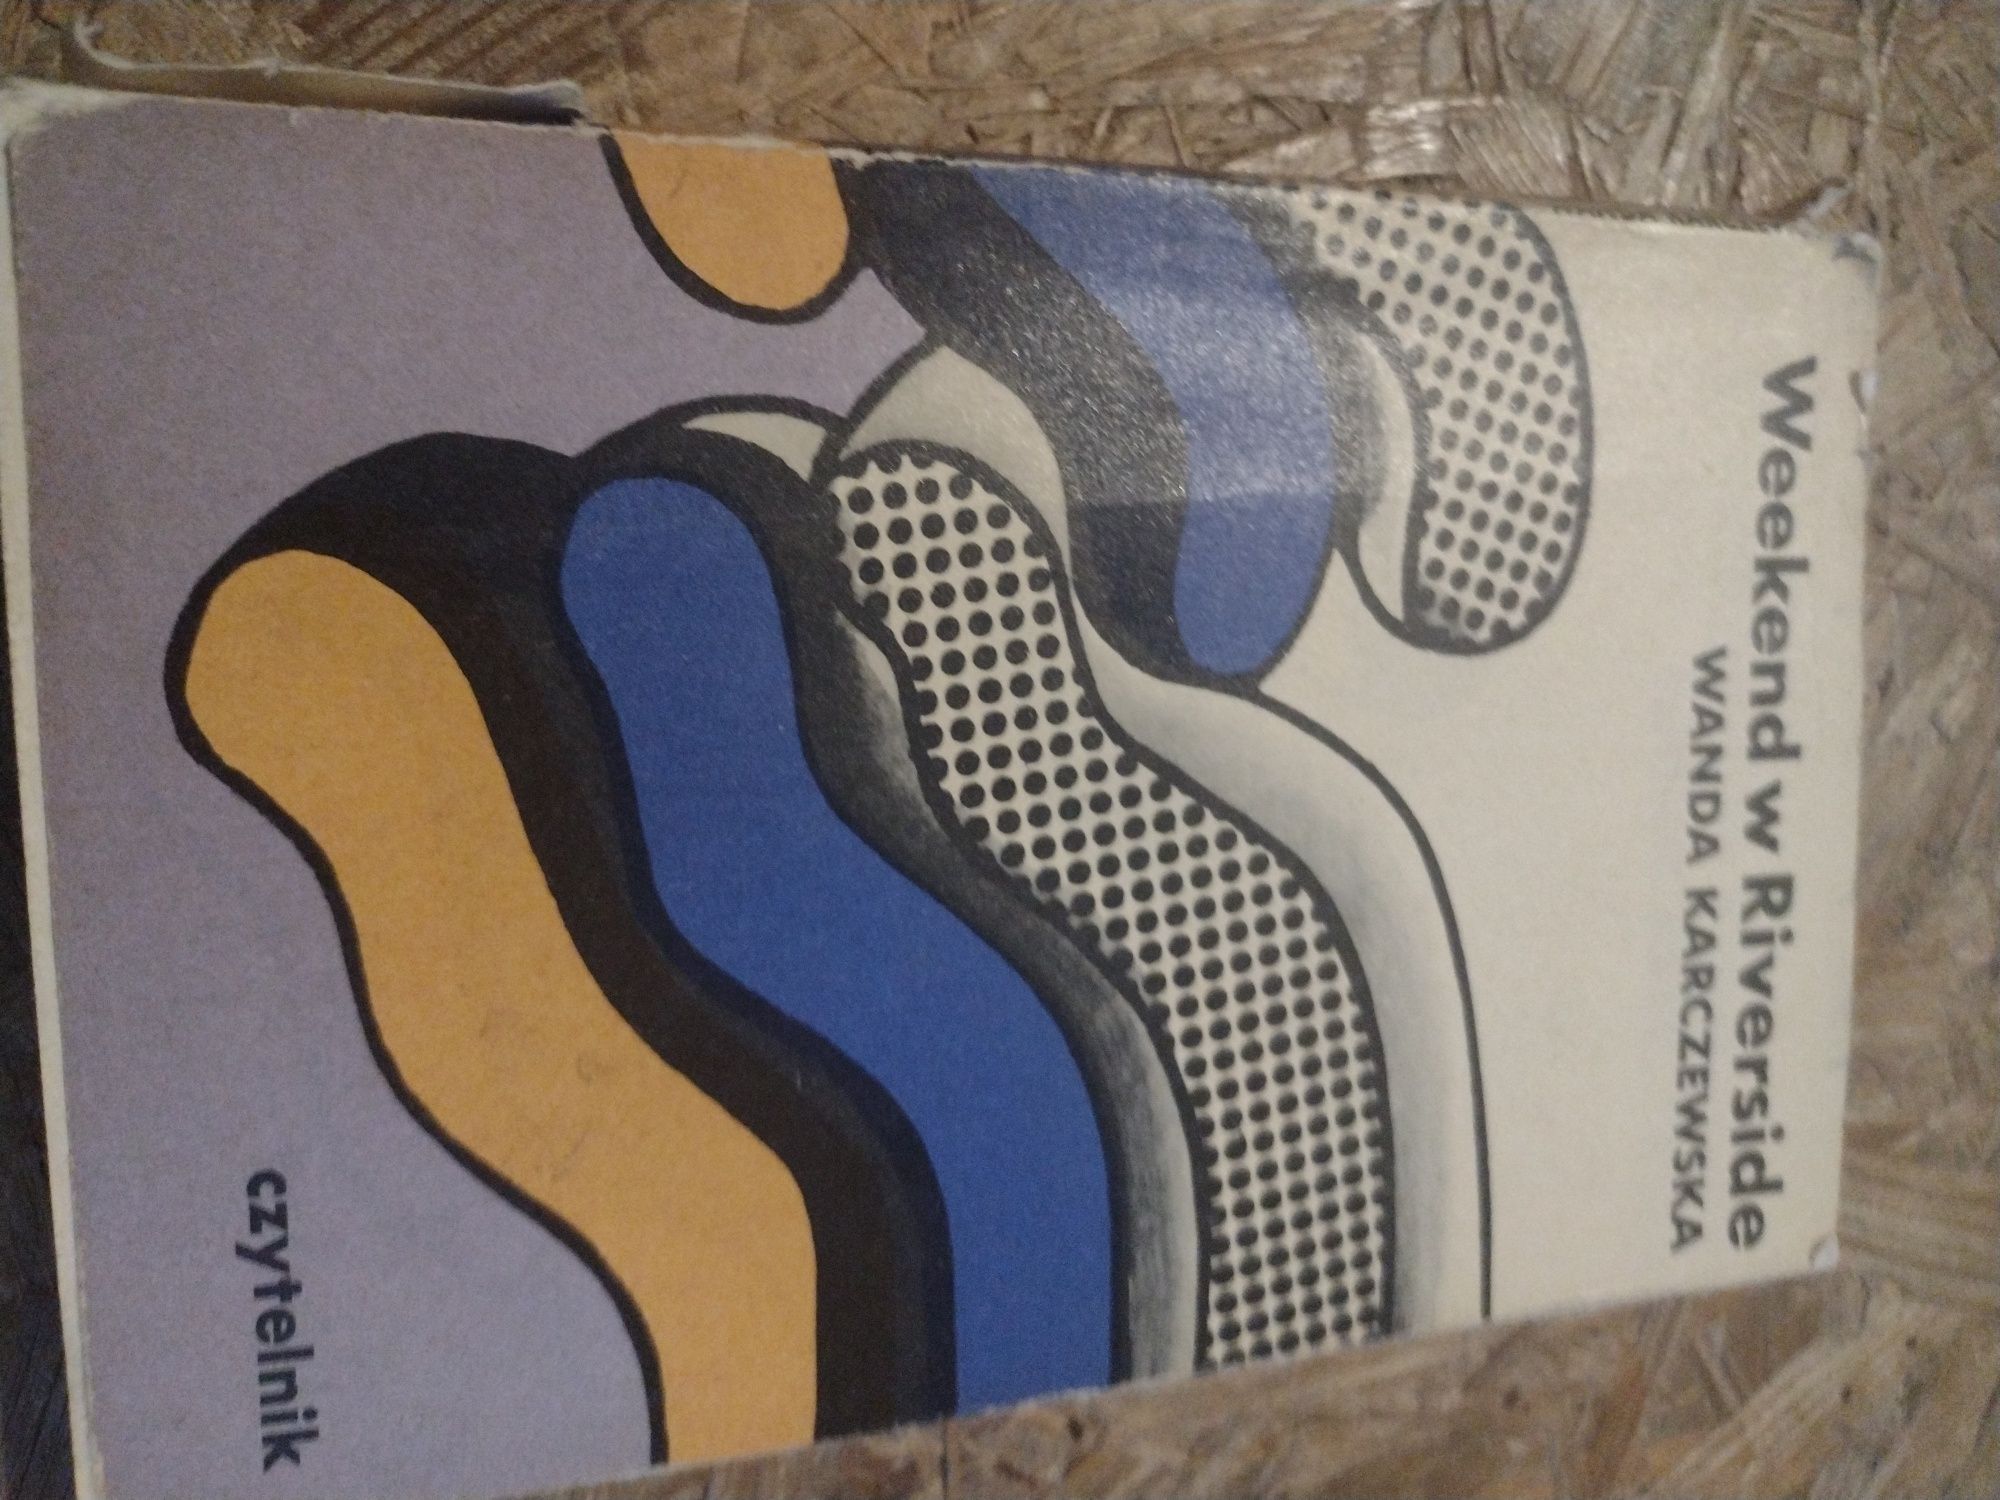 Weekend w Riverside
WANDA KARCZEWSKA
czytelnik